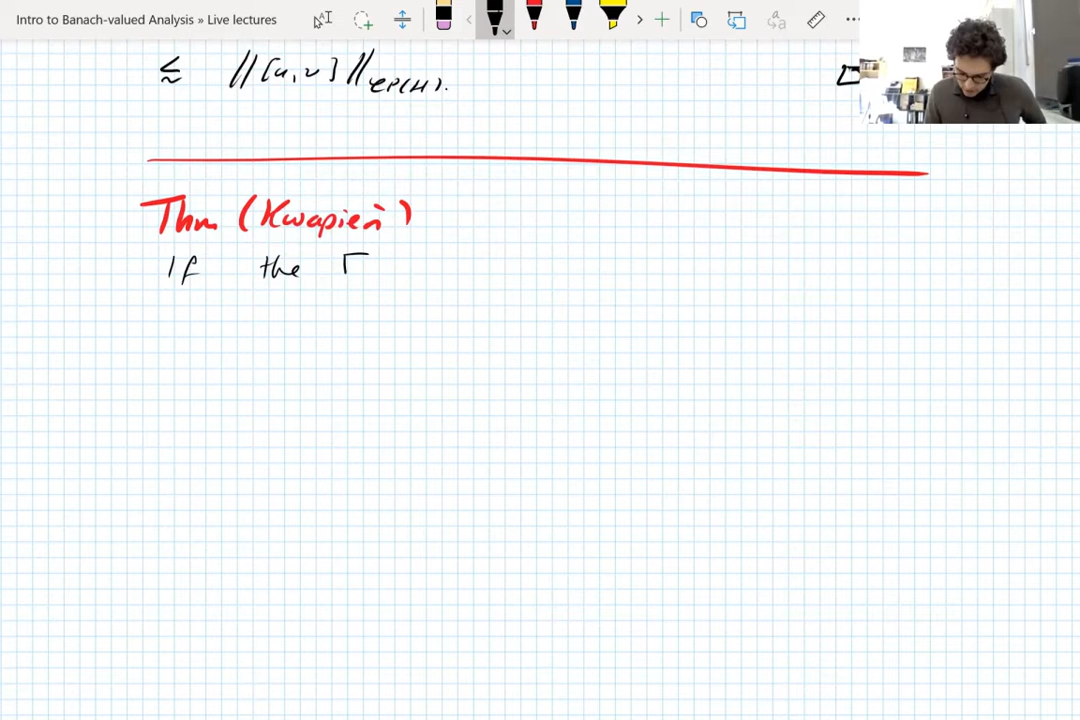 Intro to Banach-valued Analysis » Live lectures
Thm (Kwapień)
If the